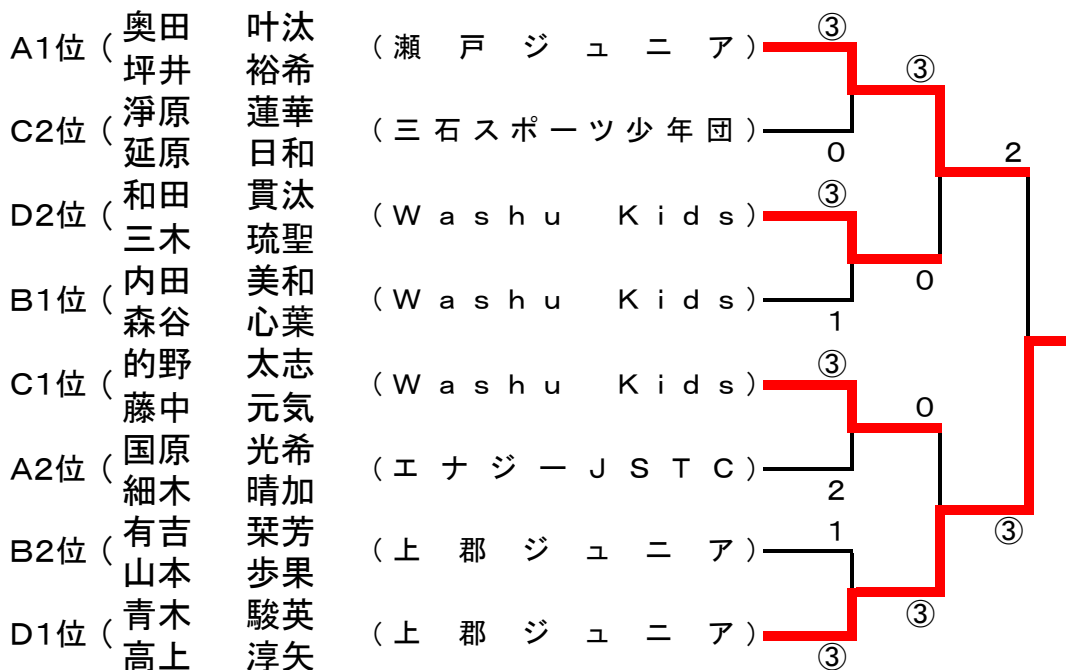 ③
奥田 叶汰
A1位 ( (瀬戸ジュニア)
坪井 裕希
③
淨原 蓮華
C2位 ( (三石スポーツ少年団)
延原 日和
0
2
和田 貫汰
③
D2位 ( (Washu Kids)
三木 琉聖
内田 美和
0
B1位 ( (Washu Kids)
森谷 心葉
1
的野 太志
③
C1位 ( (Washu Kids)
藤中 元気
0
国原 光希
A2位 ( (エナジーJSTC)
細木 晴加
2
有吉 栞芳
1
B2位 ( (上郡ジュニア)
③
山本 歩果
青木 駿英
③
D1位 ( (上郡ジュニア)
高上 淳矢
③